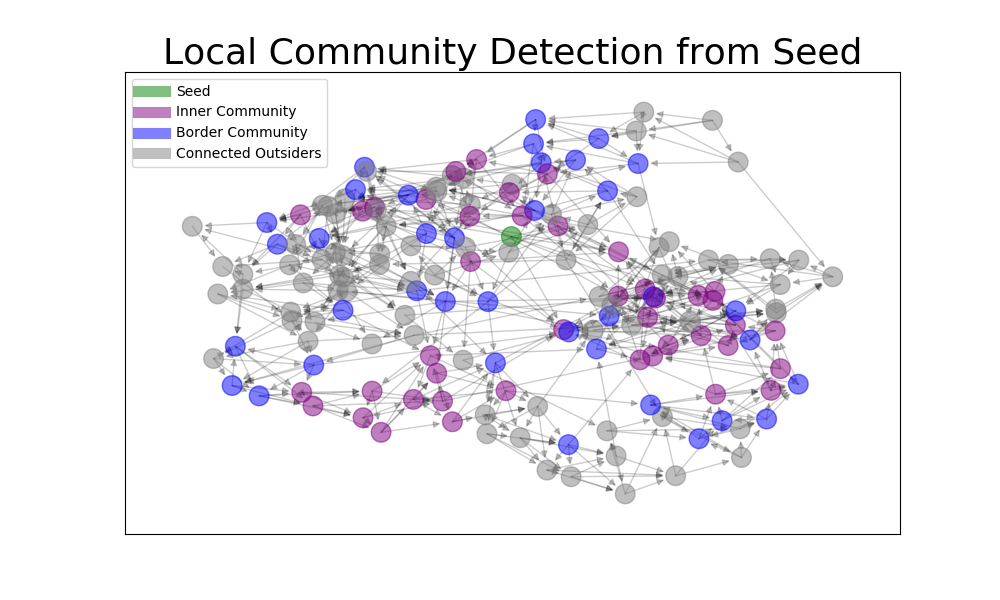 Local Community Detection from Seed
Seed
Inner Community
Border Community
Connected Outsiders